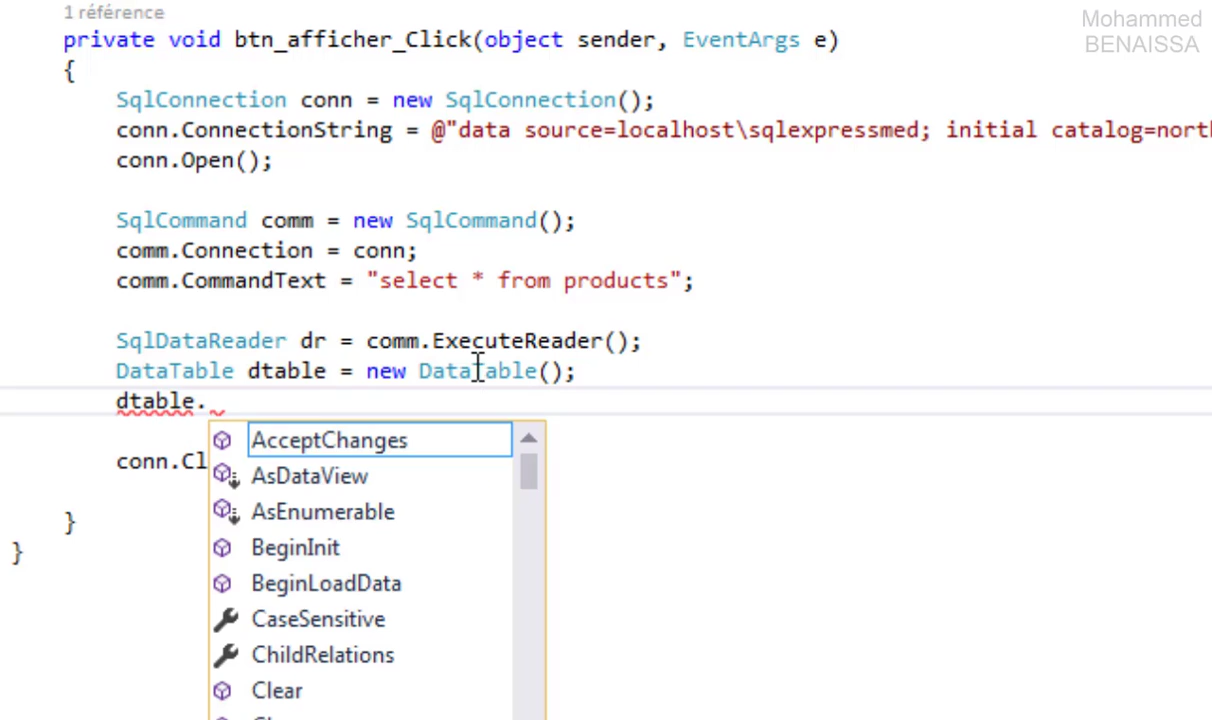 1 référence
Mohammed
BENAISSA
private void btn_afficher_Click(object sender, EventArgs e)
{
SqlConnection conn = new SqlConnection();
conn.ConnectionString = @"data source=localhost\sqlexpressmed; initial catalog=north
conn.Open();
SqlCommand comm = new SqlCommand();
comm.Connection = conn;
comm.CommandText = "select * from products";
SqlDataReader dr = comm.ExecuteReader();
DataTable dtable = new DataTable();
dtable.
AcceptChanges
conn.Cl
AsDataView
AsEnumerable
}
BeginInit
}
BeginLoadData
CaseSensitive
ChildRelations
Clear